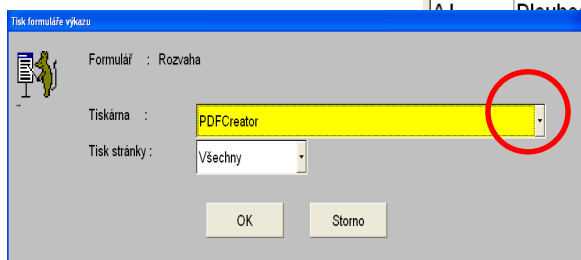 Tisk formuláře výkazu
Formulář : Rozvaha
Tiskárna :
PDFCreator
Tisk stránky :
Všechny
OK
Storno